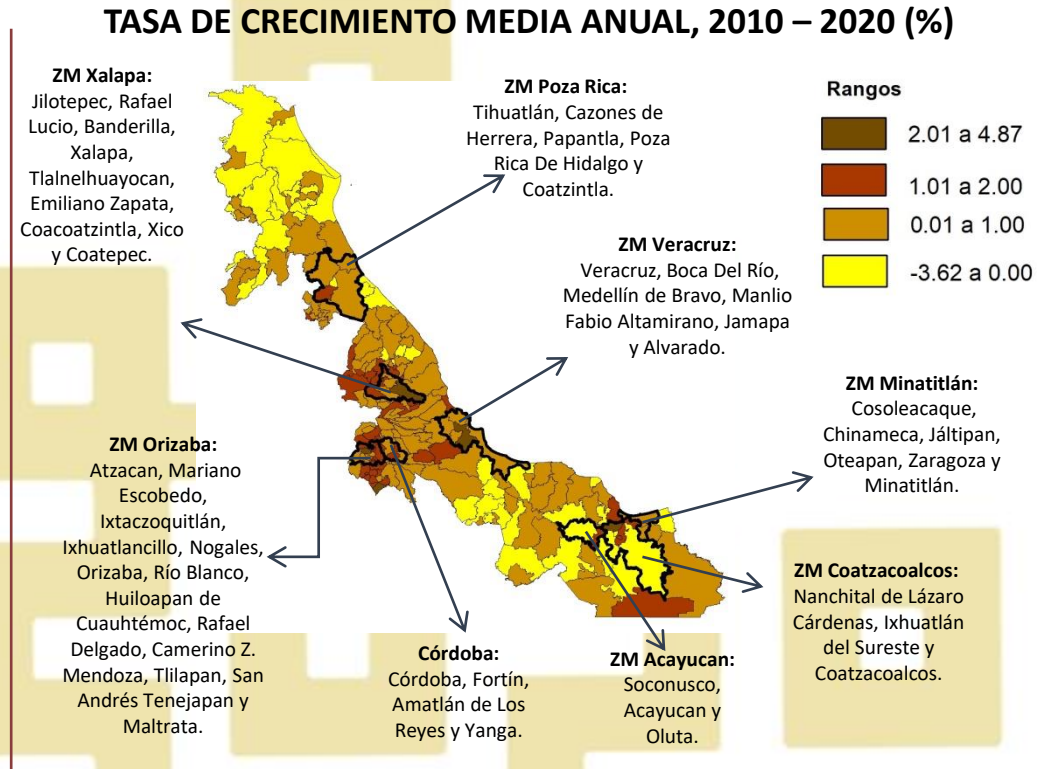 TASA DE CRECIMIENTO MEDIA ANUAL, 2010 – 2020 (%)
ZM Xalapa:
Jilotepec, Rafael
Lucio, Banderilla,
Xalapa,
Tlalnelhuayocan,
Emiliano Zapata,
Coacoatzintla, Xico
y Coatepec.
ZM Poza Rica:
Tihuatlán, Cazones de
Herrera, Papantla, Poza
Rica De Hidalgo y
Coatzintla.
Rangos
2.01 a 4.87
1.01 a 2.00
0.01 a 1.00
-3.62 a 0.00
ZM Veracruz:
Veracruz, Boca Del Río,
Medellín de Bravo, Manlio
Fabio Altamirano, Jamapa
y Alvarado.
ZM Minatitlán:
Cosoleacaque,
Chinameca, Jáltipan,
Oteapan, Zaragoza y
Minatitlán.
ZM Orizaba:
Atzacan, Mariano
Escobedo,
Ixtaczoquitlán,
Ixhuatlancillo, Nogales,
Orizaba, Río Blanco,
Huiloapan de
Cuauhtémoc, Rafael
Delgado, Camerino Z.
Mendoza, Tlilapan, San
Andrés Tenejapan y
Maltrata.
Córdoba:
Córdoba, Fortín,
Amatlán de Los
Reyes y Yanga.
ZM Acayucan:
Soconusco,
Acayucan y
Oluta.
ZM Coatzacoalcos:
Nanchital de Lázaro
Cárdenas, Ixhuatlán
del Sureste y
Coatzacoalcos.